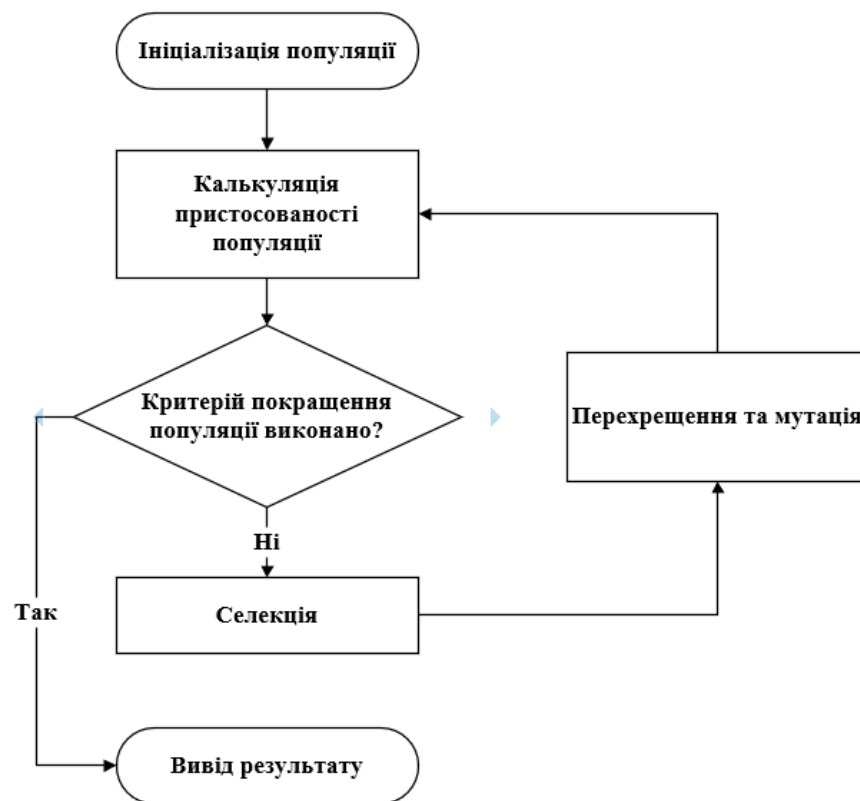 Ініціалізація популяції
Калькуляція
пристосованості
популяції
Критерій покращення
популяції виконано?
Перехрещення та мутація
Ні
Селекція
Так
Вивід результату